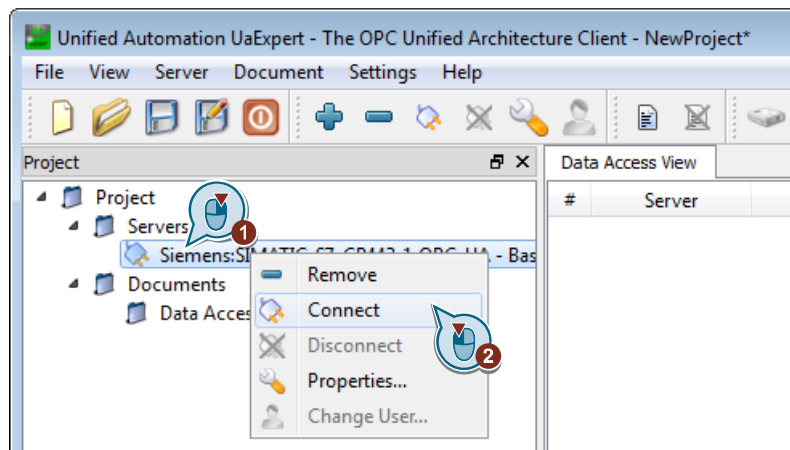 Unified Automation UaExpert - The OPC Unified Architecture Client - NewProject*
File View Server Document Settings Help
Project
Data Access View
Project
# Server
Servers
1
Siemens:SIMATIC-S7-CPM2-1 OPC-UA - Bas
Remove
Documents
Connect
Data Acces
Disconnect
2
Properties...
Change User...